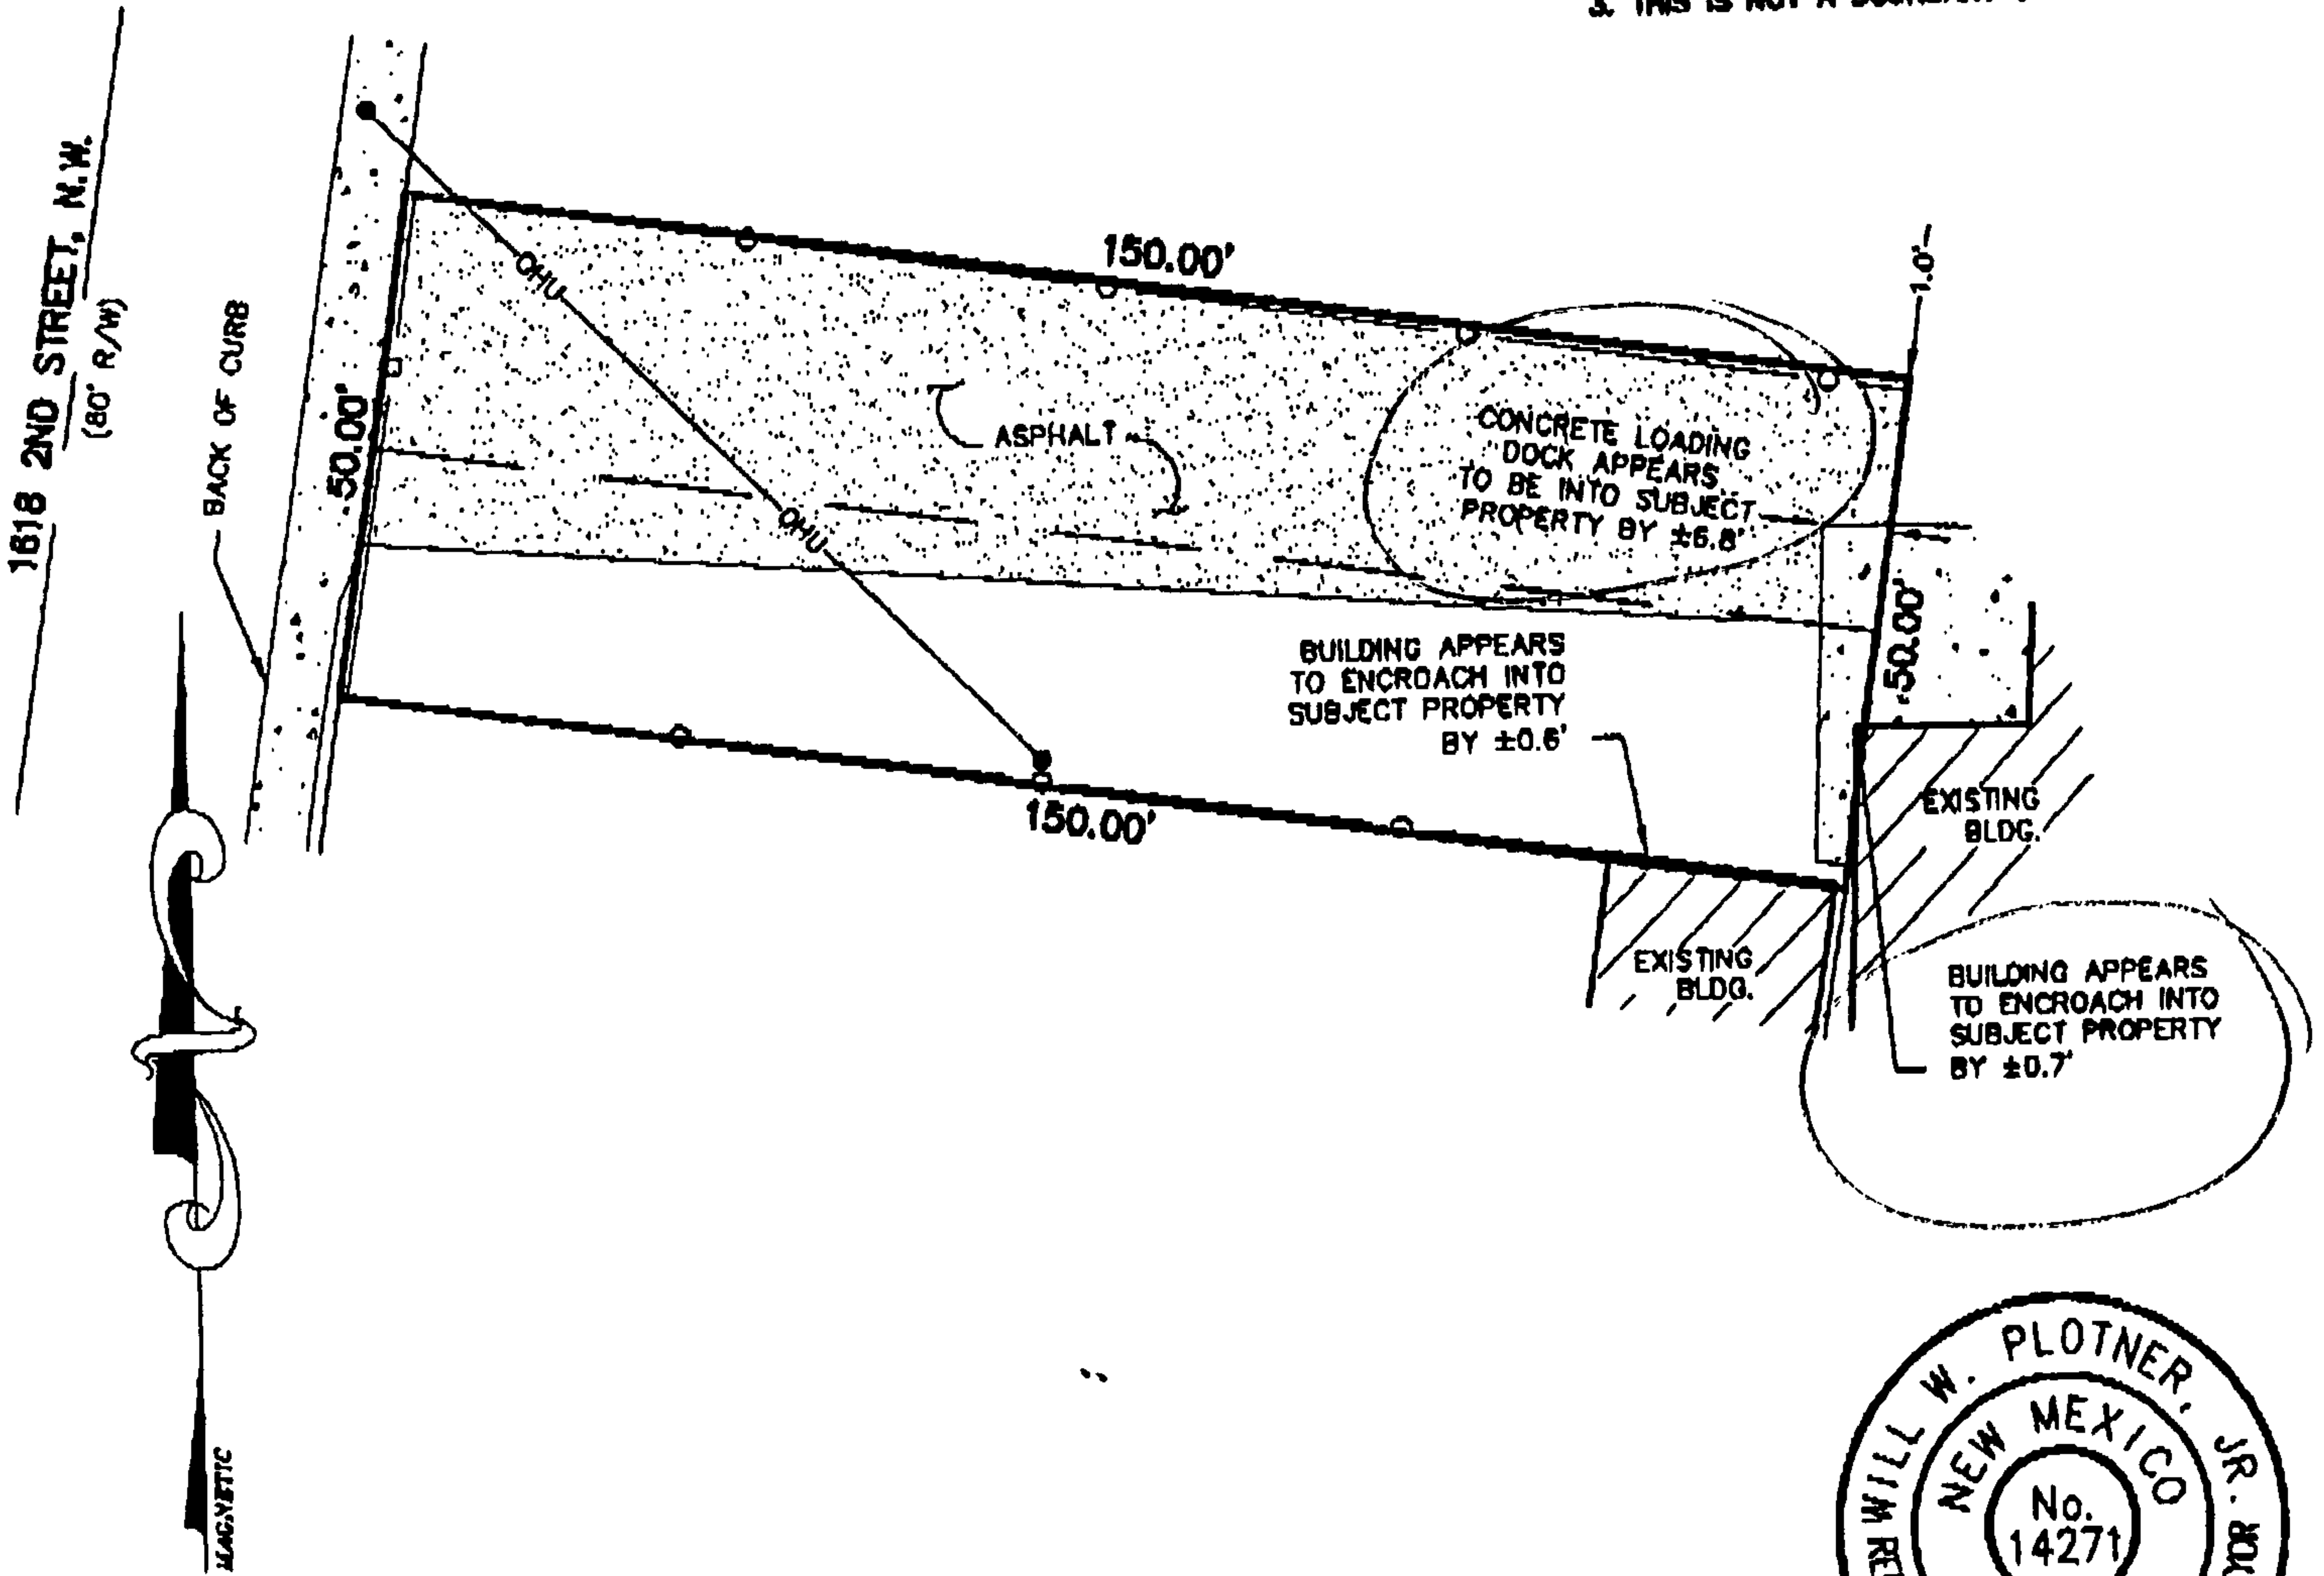 3. THIS IS NOT A
1618 2ND STREET, N.W.
(80' R/W)
BACK OF CURB
50.00'
OHU
150.00'
1.0'
ASPHALT
CONCRETE LOADING
DOCK APPEARS
TO BE INTO SUBJECT
PROPERTY BY ±6.8'
OHU
50.00'
BUILDING APPEARS
TO ENCROACH INTO
SUBJECT PROPERTY
BY ±0.6'
150.00'
EXISTING
BLDG.
EXISTING
BLDG.
BUILDING APPEARS
TO ENCROACH INTO
SUBJECT PROPERTY
BY ±0.7'
MAGNETIC
WILL W. PLOTNER, JR.
NEW MEXICO
No.
14271